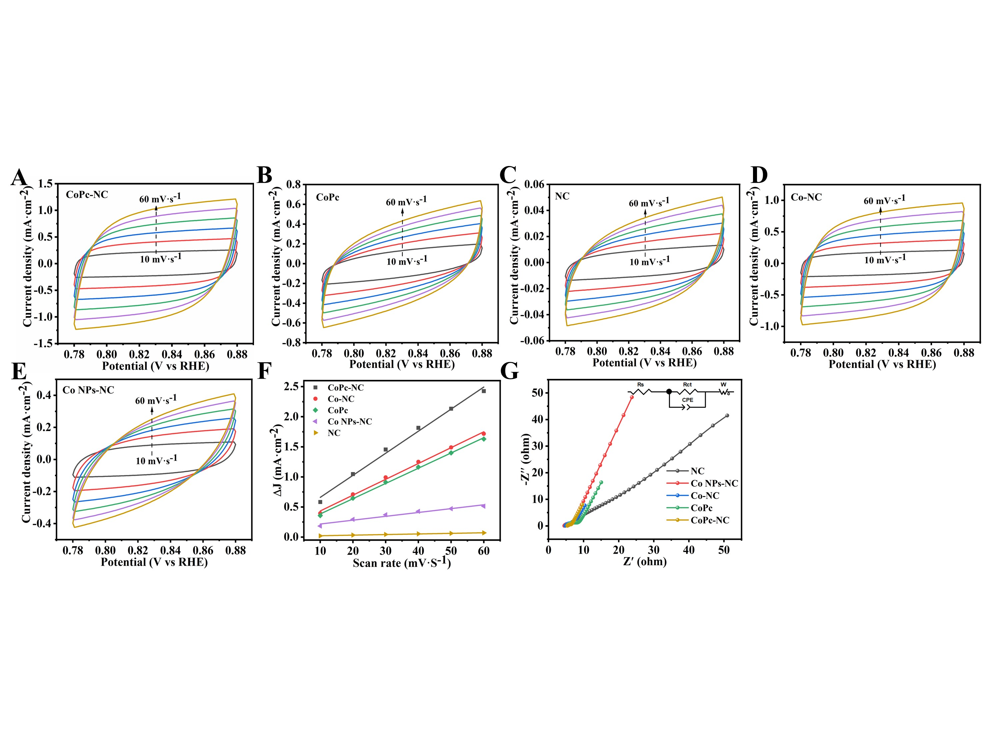 A
CoPc-NC
60 mV·s-1
10 mV·s-1
1.5
1.0
0.5
0.0
-0.5
-1.0
-1.5
Current density (mA·cm-2)
0.78 0.80 0.82 0.84 0.86 0.88
Potential (V vs RHE)
B
CoPc
60 mV·s-1
10 mV·s-1
0.8
0.6
0.4
0.2
0.0
-0.2
-0.4
-0.6
-0.8
Current density (mA·cm-2)
0.78 0.80 0.82 0.84 0.86 0.88
Potential (V vs RHE)
C
NC
60 mV·s-1
10 mV·s-1
0.06
0.04
0.02
0.00
-0.02
-0.04
-0.06
Current density (mA·cm-2)
0.78 0.80 0.82 0.84 0.86 0.88
Potential (V vs RHE)
D
Co-NC
60 mV·s-1
10 mV·s-1
1.0
0.5
0.0
-0.5
-1.0
Current density (mA·cm-2)
0.78 0.80 0.82 0.84 0.86 0.88
Potential (V vs RHE)
E
Co NPs-NC
60 mV·s-1
10 mV·s-1
0.4
0.2
0.0
-0.2
-0.4
Current density (mA·cm-2)
0.78 0.80 0.82 0.84 0.86 0.88
Potential (V vs RHE)
F
CoPc-NC
Co-NC
CoPc
Co NPs-NC
NC
2.5
2.0
1.5
1.0
0.5
0.0
ΔJ (mA·cm-2)
10 20 30 40 50 60
Scan rate (mV·S-1)
G
Rs
Rct
W
CPE
NC
Co NPs-NC
Co-NC
CoPc
CoPc-NC
50
40
30
20
10
0
-Z′′ (ohm)
0 10 20 30 40 50
Z′ (ohm)